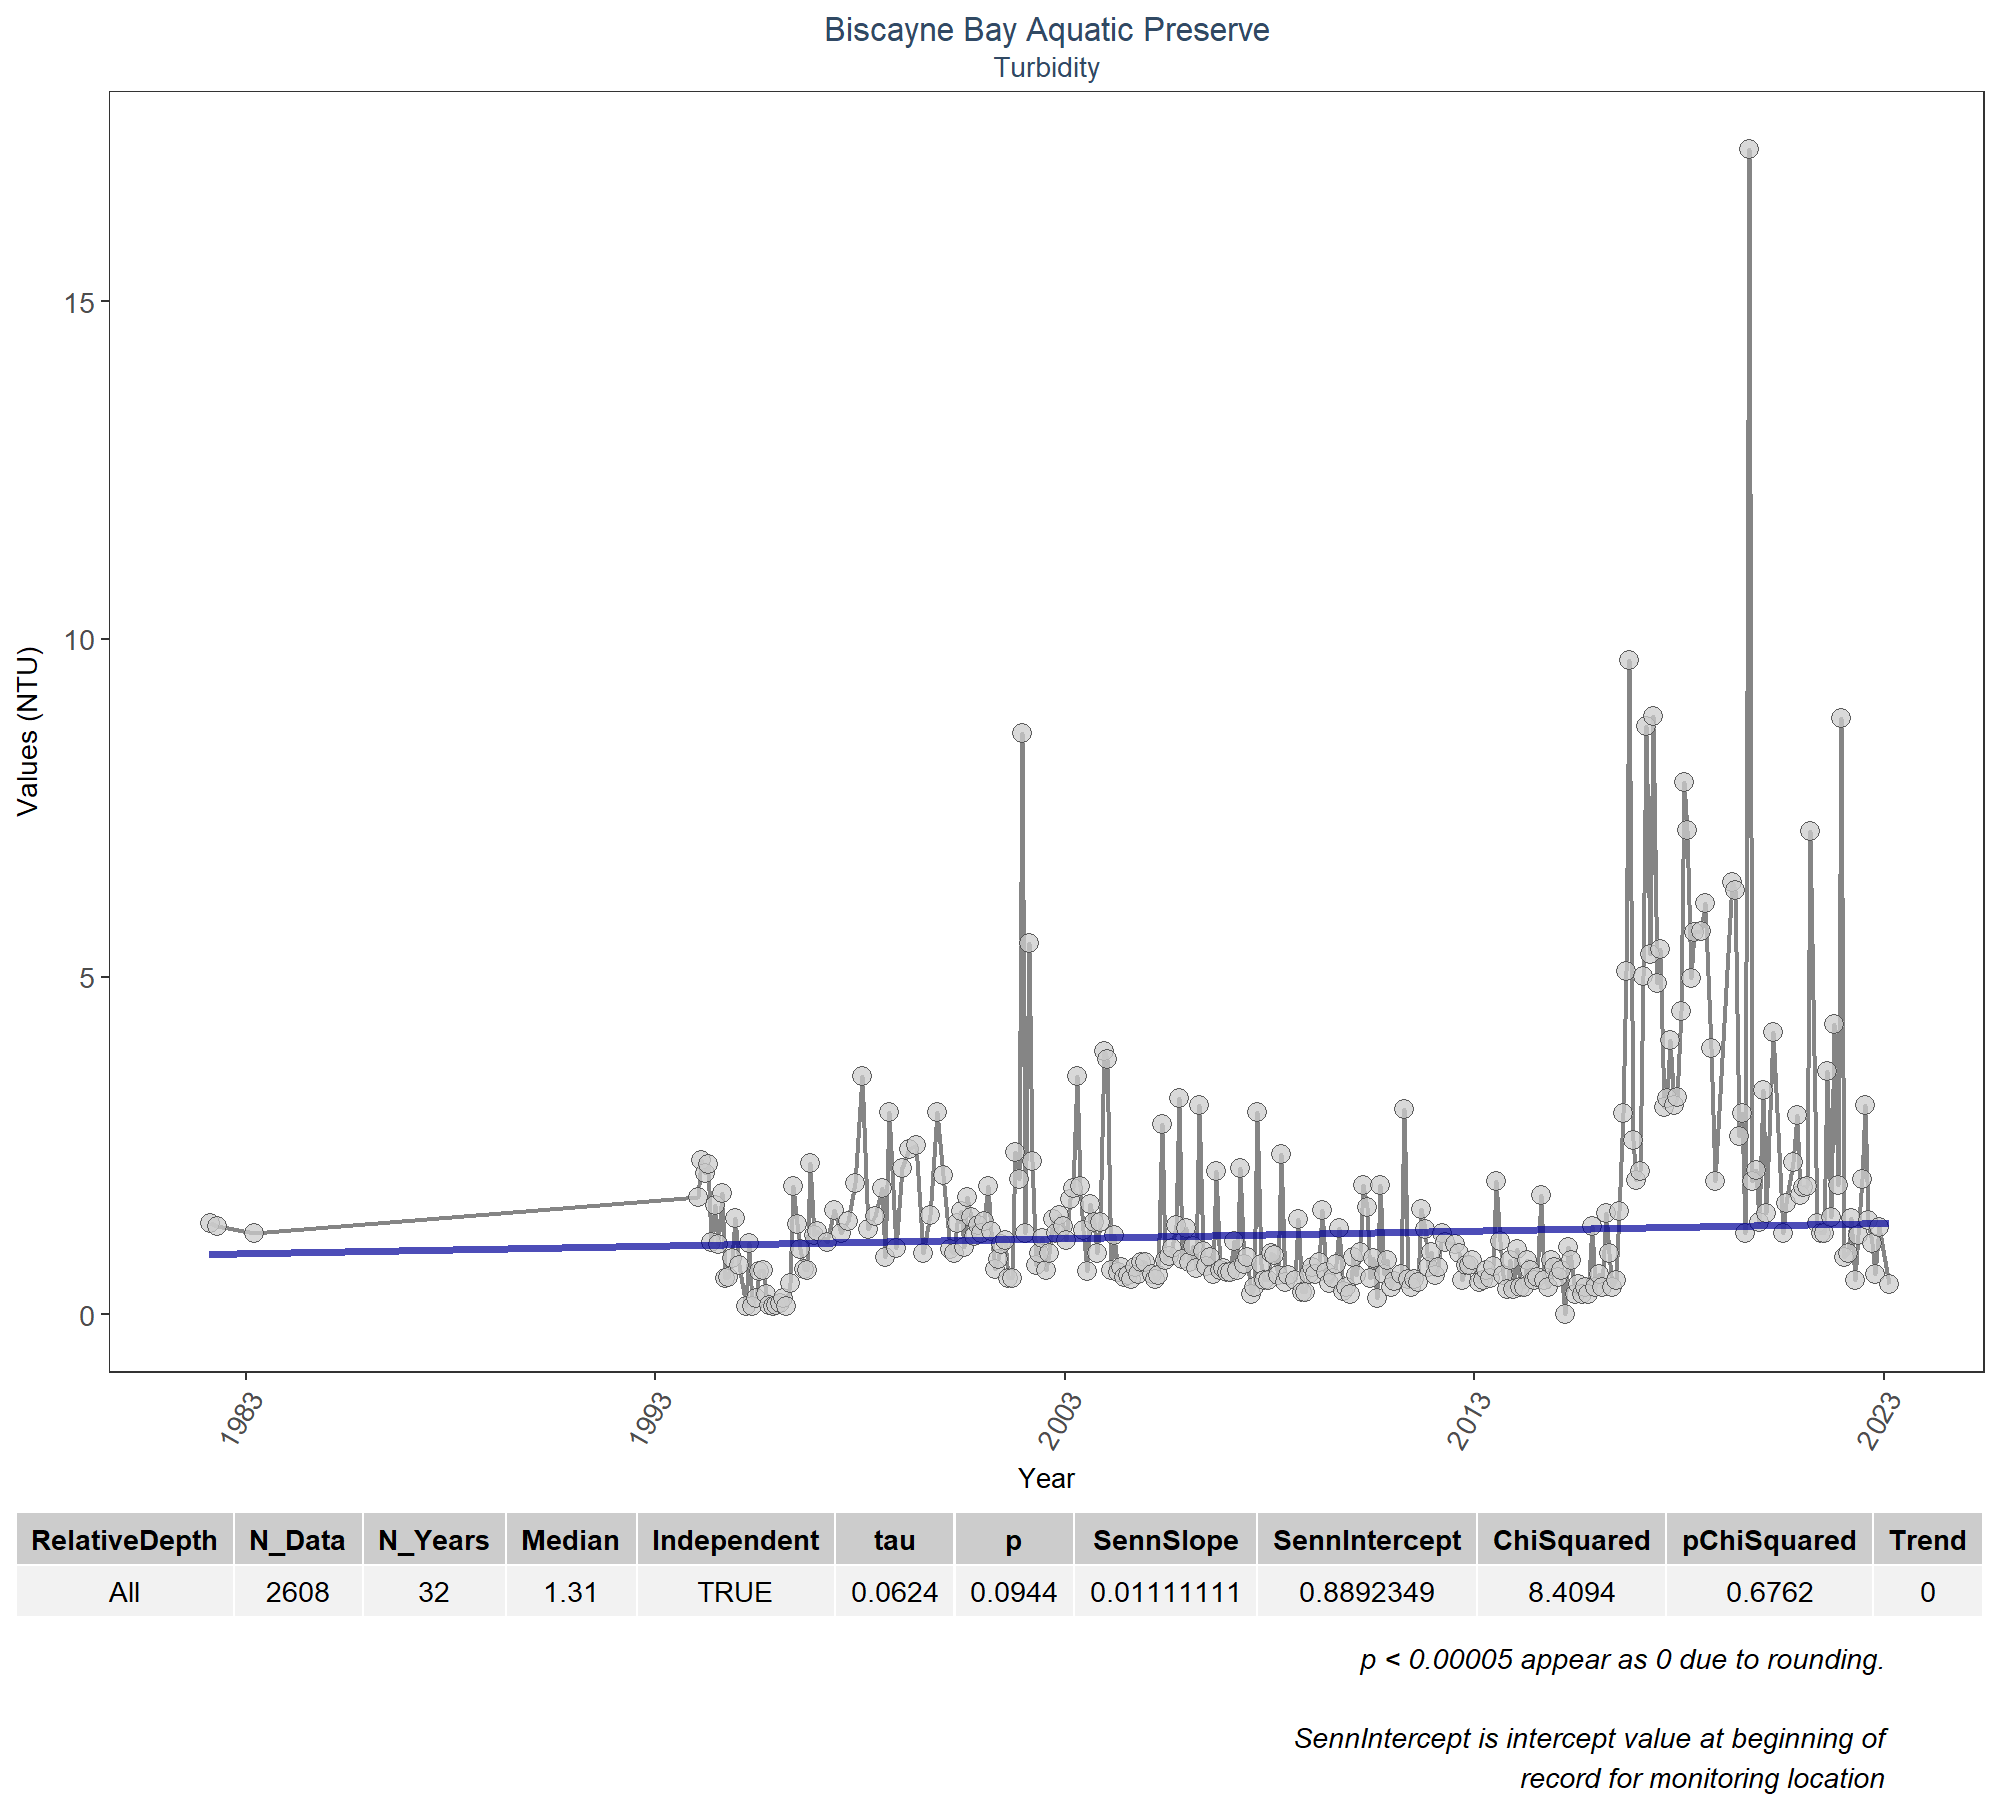 Biscayne Bay Aquatic Preserve
Turbidity
Values (NTU)
15
10
5
0
1983
1993
2003
2013
2023
Year
RelativeDepth N_Data N_Years Median Independent tau p SennSlope SennIntercept ChiSquared pChiSquared Trend
All 2608 32 1.31 TRUE 0.0624 0.0944 0.01111111 0.8892349 8.4094 0.6762 0
p < 0.00005 appear as 0 due to rounding.
SennIntercept is intercept value at beginning of
record for monitoring location